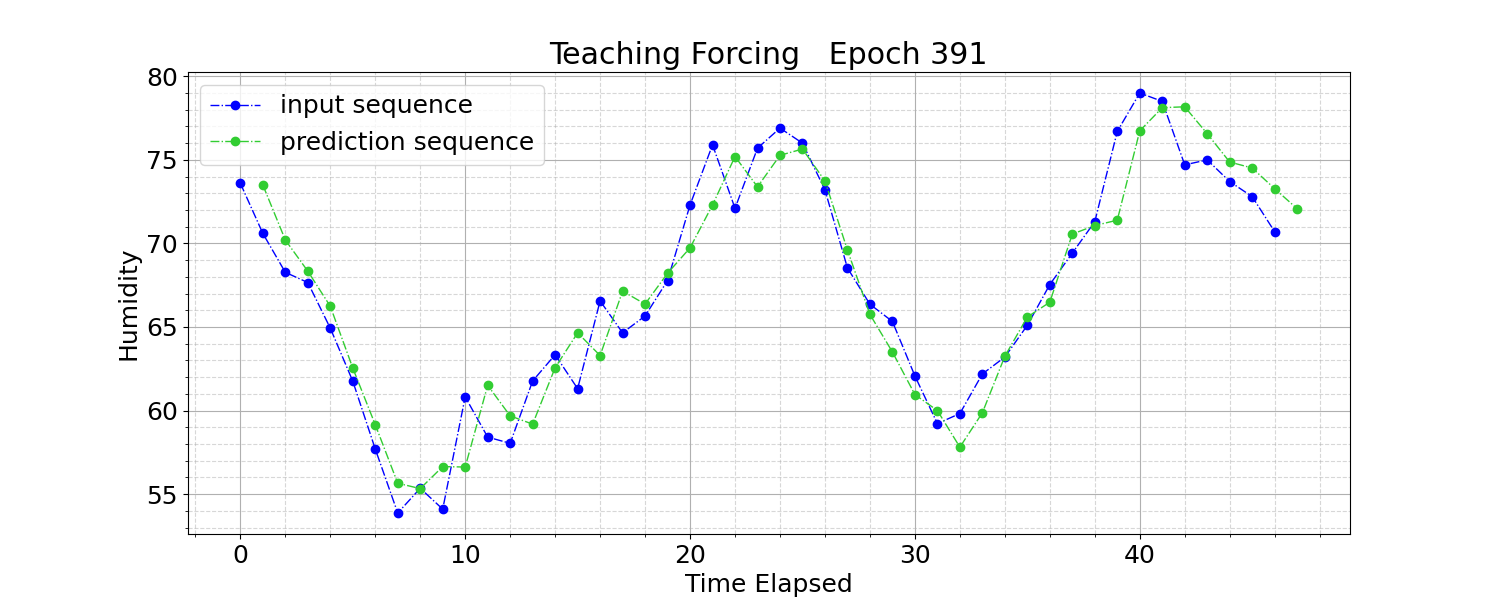 Teaching Forcing   Epoch 391
input sequence
prediction sequence
Humidity
80
75
70
65
60
55
0 10 20 30 40
Time Elapsed